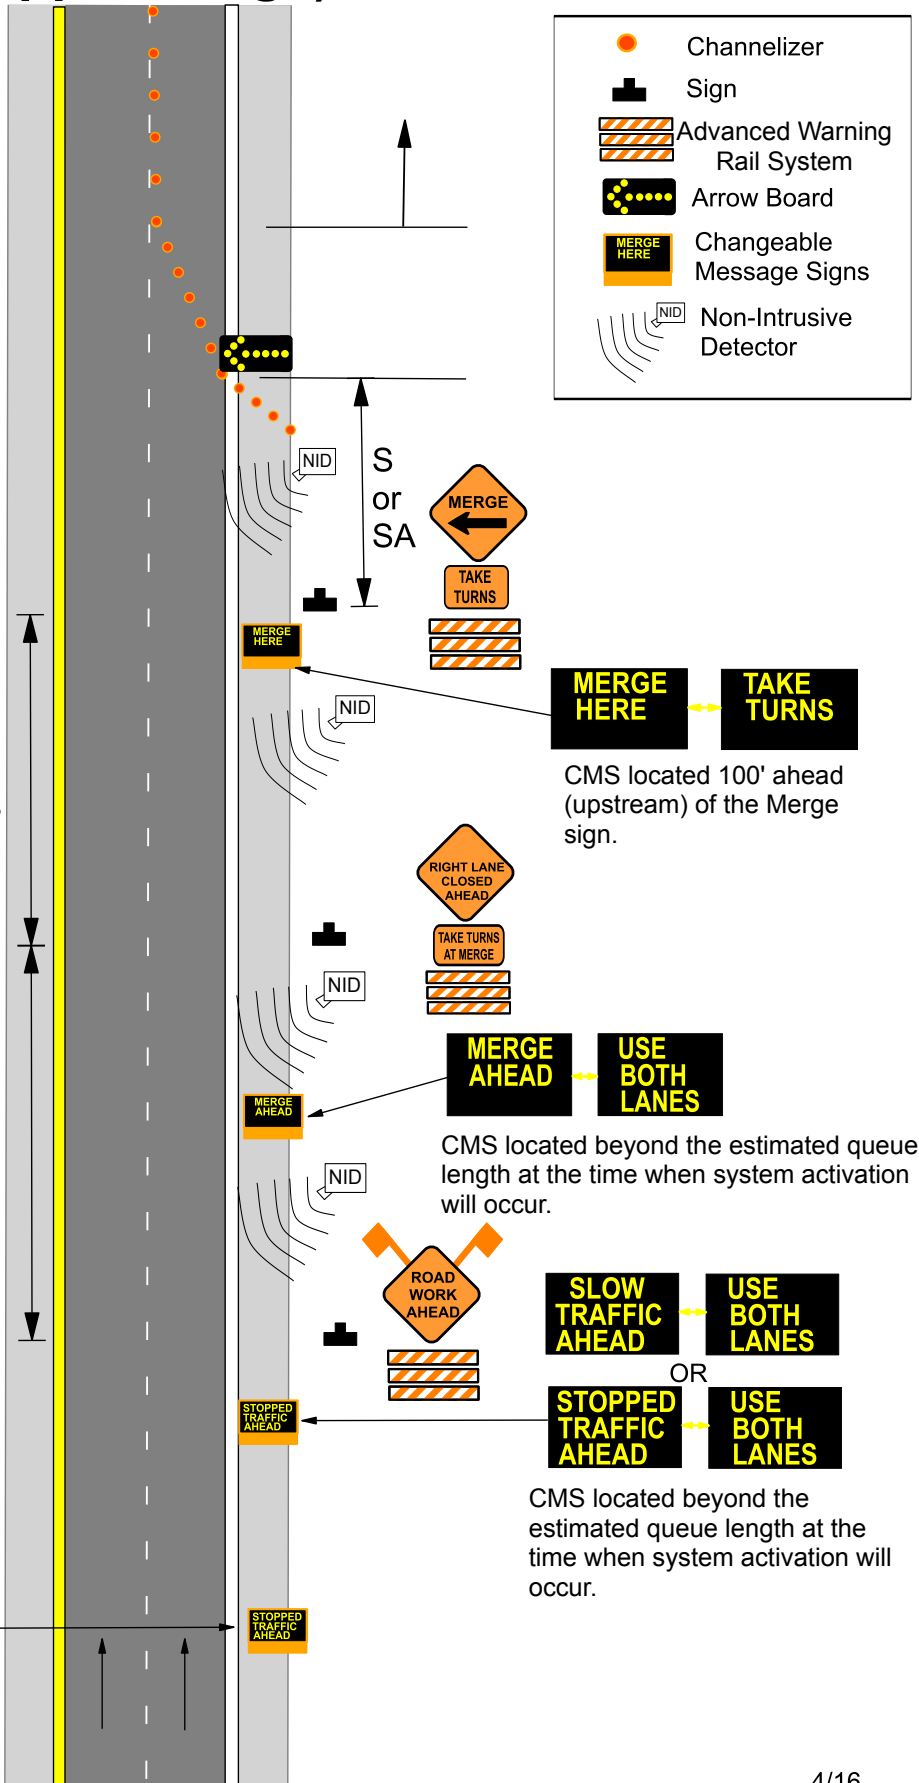 Channelizer
Sign
Advanced Warning
Rail System
Arrow Board
MERGE
HERE
Changeable
Message Signs
NID
Non-Intrusive
Detector
NID
S
or
SA
MERGE
TAKE
TURNS
MERGE
HERE
MERGE
HERE
TAKE
TURNS
NID
CMS located 100' ahead
(upstream) of the Merge
sign.
RIGHT LANE
CLOSED
AHEAD
TAKE TURNS
AT MERGE
NID
MERGE
AHEAD
USE
BOTH
LANES
MERGE
AHEAD
CMS located beyond the estimated queue
length at the time when system activation
will occur.
NID
ROAD
WORK
AHEAD
SLOW
TRAFFIC
AHEAD
USE
BOTH
LANES
OR
STOPPED
TRAFFIC
AHEAD
STOPPED
TRAFFIC
AHEAD
USE
BOTH
LANES
CMS located beyond the
estimated queue length at the
time when system activation will
occur.
STOPPED
TRAFFIC
AHEAD
4/16